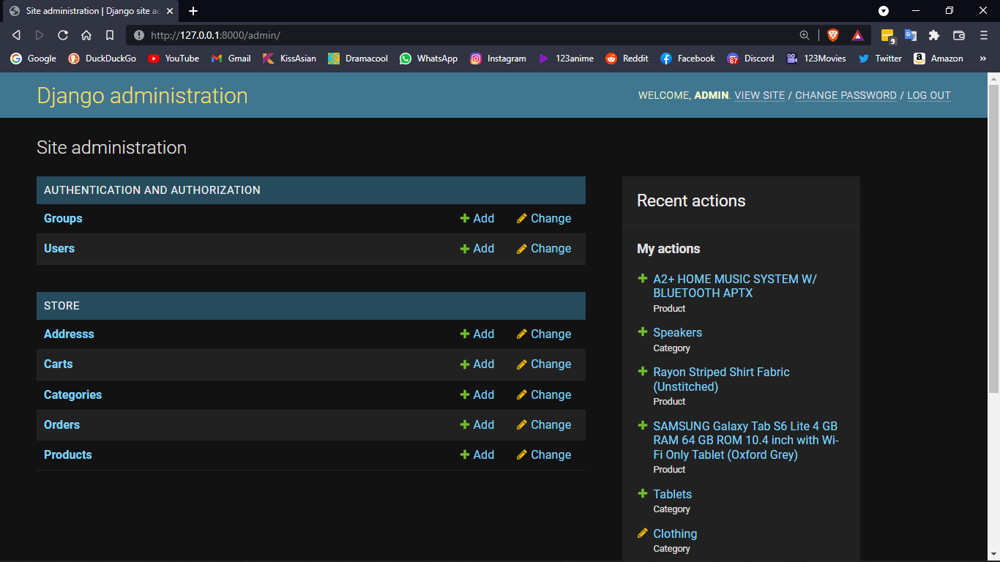 Site administration | Django site ac
http://127.0.0.1:8000/admin/
9
Google DuckDuckGo YouTube Gmail KissAsian Dramacool WhatsApp Instagram 123anime Reddit Facebook 67 Discord 123Movies Twitter a Amazon »
Django administration
WELCOME, ADMIN. VIEW SITE / CHANGE PASSWORD / LOG OUT
Site administration
AUTHENTICATION AND AUTHORIZATION
Groups Add Change
Users Add Change
STORE
Addresss Add Change
Carts Add Change
Categories Add Change
Orders Add Change
Products Add Change
Recent actions
My actions
A2+ HOME MUSIC SYSTEM W/
BLUETOOTH APTX
Product
Speakers
Category
Rayon Striped Shirt Fabric
(Unstitched)
Product
SAMSUNG Galaxy Tab S6 Lite 4 GB
RAM 64 GB ROM 10.4 inch with Wi-
Fi Only Tablet (Oxford Grey)
Product
Tablets
Category
Clothing
Category